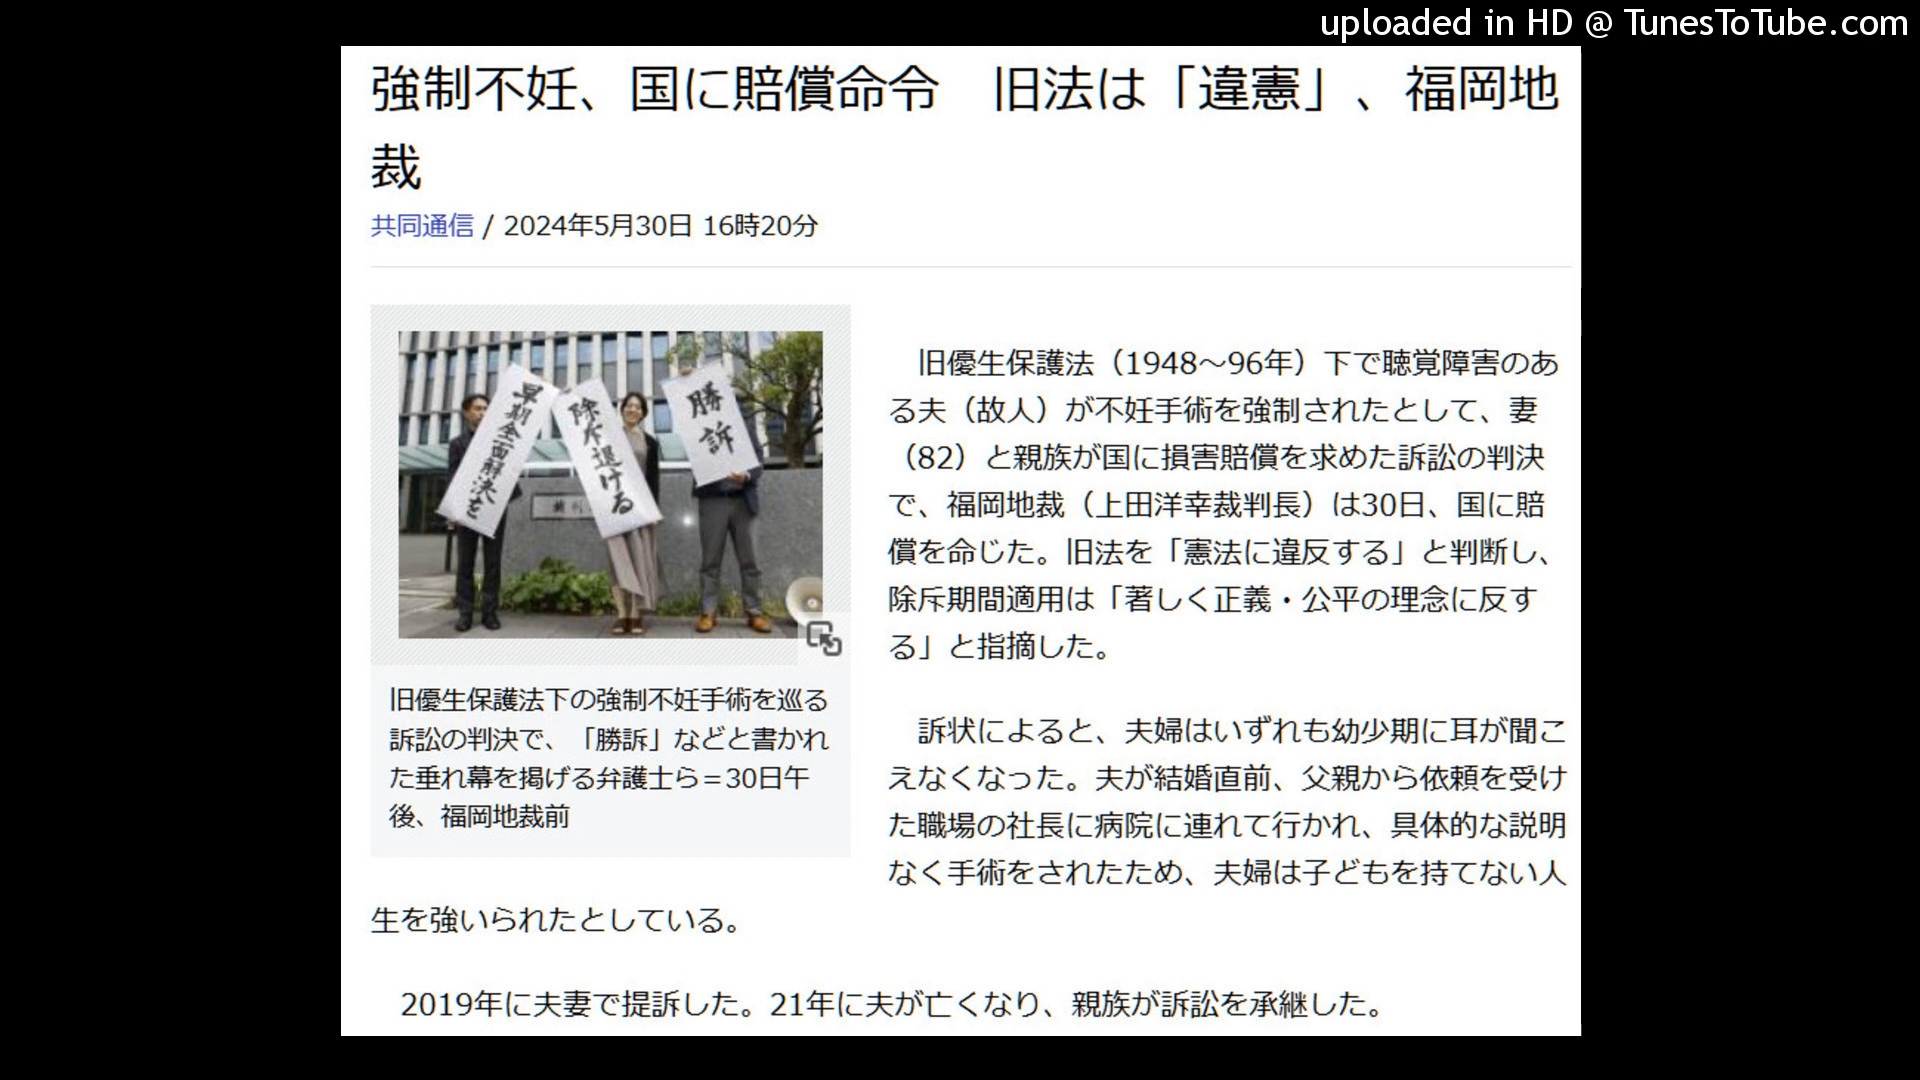 uploaded in HD @ TunesToTube.com
強制不妊、国に賠償命令　旧法は「違憲」、福岡地
裁
共同通信 / 2024年5月30日 16時20分
早期全面解決を
除斥退ける
勝訴
旧優生保護法下の強制不妊手術を巡る
訴訟の判決で、「勝訴」などと書かれ
た垂れ幕を掲げる弁護士ら＝30日午
後、福岡地裁前
旧優生保護法（1948～96年）下で聴覚障害のあ
る夫（故人）が不妊手術を強制されたとして、妻
（82）と親族が国に損害賠償を求めた訴訟の判決
で、福岡地裁（上田洋幸裁判長）は30日、国に賠
償を命じた。旧法を「憲法に違反する」と判断し、
除斥期間適用は「著しく正義・公平の理念に反す
る」と指摘した。
訴状によると、夫婦はいずれも幼少期に耳が聞こ
えなくなった。夫が結婚直前、父親から依頼を受け
た職場の社長に病院に連れて行かれ、具体的な説明
なく手術をされたため、夫婦は子どもを持てない人
生を強いられたとしている。
2019年に夫妻で提訴した。21年に夫が亡くなり、親族が訴訟を承継した。